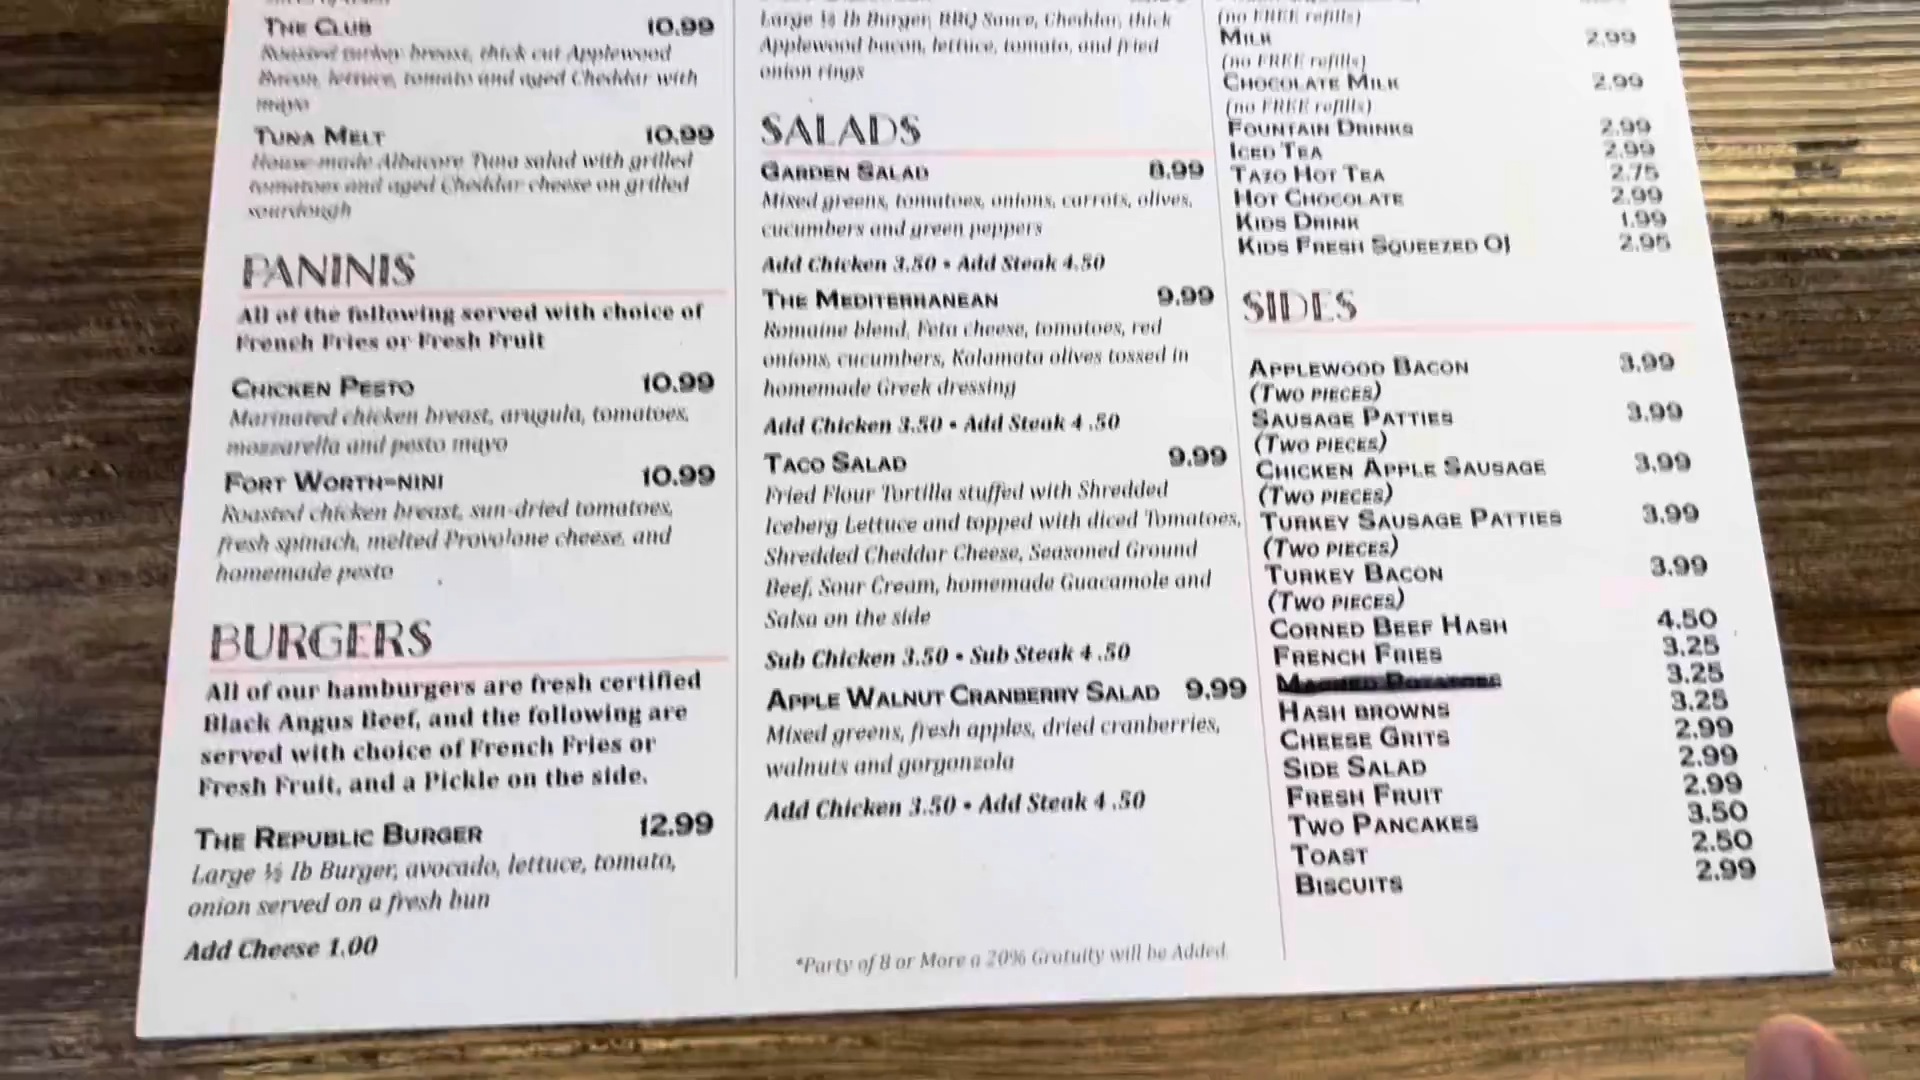 THE CLUB 10.99
Roasted turkey breast, thick cut Applewood
Bacon, lettuce, tomato and aged Cheddar with
mayo
TUNA MELT 10.99
House-made Albacore Tuna salad with grilled
tomatoes and aged Cheddar cheese on grilled
sourdough
PANINIS
All of the following served with choice of
French Fries or Fresh Fruit
CHICKEN PESTO 10.99
Marinated chicken breast, arugula, tomatoes,
mozzarella and pesto mayo
FORT WORTH-NINI 10.99
Roasted chicken breast, sun-dried tomatoes,
fresh spinach, melted Provolone cheese, and
homemade pesto
BURGERS
All of our hamburgers are fresh certified
Black Angus Beef, and the following are
served with choice of French Fries or
Fresh Fruit, and a Pickle on the side.
THE REPUBLIC BURGER 12.99
Large ½ lb Burger, avocado, lettuce, tomato,
onion served on a fresh bun
Add Cheese 1.00
Large ½ lb Burger, BBQ Sauce, Cheddar, thick
Applewood bacon, lettuce, tomato, and fried
onion rings
SALADS
GARDEN SALAD 8.99
Mixed greens, tomatoes, onions, carrots, olives,
cucumbers and green peppers
Add Chicken 3.50 • Add Steak 4.50
THE MEDITERRANEAN 9.99
Romaine blend, Feta cheese, tomatoes, red
onions, cucumbers, Kalamata olives tossed in
homemade Greek dressing
Add Chicken 3.50 • Add Steak 4 .50
TACO SALAD 9.99
Fried Flour Tortilla stuffed with Shredded
Iceberg Lettuce and topped with diced Tomatoes,
Shredded Cheddar Cheese, Seasoned Ground
Beef, Sour Cream, homemade Guacamole and
Salsa on the side
Sub Chicken 3.50 • Sub Steak 4 .50
APPLE WALNUT CRANBERRY SALAD 9.99
Mixed greens, fresh apples, dried cranberries,
walnuts and gorgonzola
Add Chicken 3.50 • Add Steak 4 .50
*Party of 8 or More a 20% Gratuity will be Added.
(no FREE refills)
MILK 2.99
(no FREE refills)
CHOCOLATE MILK 2.99
(no FREE refills)
FOUNTAIN DRINKS 2.99
ICED TEA 2.99
TAZO HOT TEA 2.75
HOT CHOCOLATE 2.99
KIDS DRINK 1.99
KIDS FRESH SQUEEZED OJ 2.95
SIDES
APPLEWOOD BACON 3.99
(TWO PIECES)
SAUSAGE PATTIES 3.99
(TWO PIECES)
CHICKEN APPLE SAUSAGE 3.99
(TWO PIECES)
TURKEY SAUSAGE PATTIES 3.99
(TWO PIECES)
TURKEY BACON 3.99
(TWO PIECES)
CORNED BEEF HASH 4.50
FRENCH FRIES 3.25
MASHED POTATOES 3.25
HASH BROWNS 3.25
CHEESE GRITS 2.99
SIDE SALAD 2.99
FRESH FRUIT 2.99
TWO PANCAKES 3.50
TOAST 2.50
BISCUITS 2.99